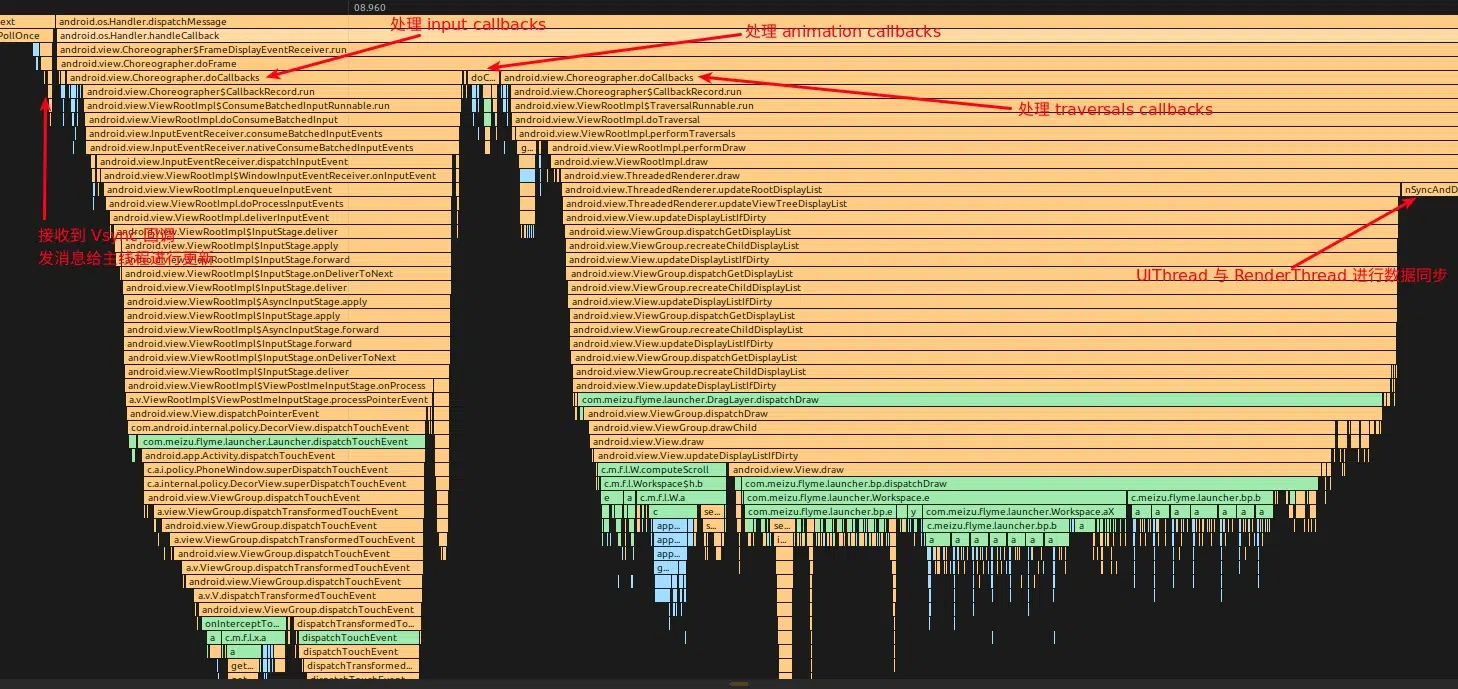 08.960
ext android.os.Handler.dispatchMessage
PollOnce android.os.Handler.handleCallback
处理 input callbacks
android.view.Choreographer$FrameDisplayEventReceiver.run
处理 animation callbacks
android.view.Choreographer.doFrame
android.view.Choreographer.doCallbacks doC... android.view.Choreographer.doCallbacks
android.view.Choreographer$CallbackRecord.run android.view.Choreographer$CallbackRecord.run
android.view.ViewRootImpl$ConsumeBatchedInputRunnable.run android.view.ViewRootImpl$TraversalRunnable.run
处理 traversals callbacks
android.view.ViewRootImpl.doConsumeBatchedInput android.view.ViewRootImpl.doTraversal
android.view.InputEventReceiver.consumeBatchedInputEvents android.view.ViewRootImpl.performTraversals
android.view.InputEventReceiver.nativeConsumeBatchedInputEvents g... android.view.ViewRootImpl.performDraw
android.view.InputEventReceiver.dispatchInputEvent android.view.ViewRootImpl.draw
android.view.ViewRootImpl$WindowInputEventReceiver.onInputEvent android.view.ThreadedRenderer.draw
android.view.ViewRootImpl.enqueueInputEvent android.view.ThreadedRenderer.updateRootDisplayList nSyncAndD
android.view.ViewRootImpl.doProcessInputEvents android.view.ThreadedRenderer.updateViewTreeDisplayList
android.view.ViewRootImpl.deliverInputEvent android.view.View.updateDisplayListIfDirty
接收到 Vsync 回调
android.view.ViewRootImpl$InputStage.deliver android.view.ViewGroup.dispatchGetDisplayList
android.view.ViewRootImpl$InputStage.apply android.view.ViewGroup.recreateChildDisplayList
发消息给主线程进行更新
android.view.ViewRootImpl$InputStage.forward android.view.View.updateDisplayListIfDirty
android.view.ViewRootImpl$InputStage.onDeliverToNext android.view.ViewGroup.dispatchGetDisplayList
UIThread 与 RenderThread 进行数据同步
android.view.ViewRootImpl$InputStage.deliver android.view.ViewGroup.recreateChildDisplayList
android.view.ViewRootImpl$AsyncInputStage.apply android.view.View.updateDisplayListIfDirty
android.view.ViewRootImpl$InputStage.apply android.view.ViewGroup.dispatchGetDisplayList
android.view.ViewRootImpl$AsyncInputStage.forward android.view.ViewGroup.recreateChildDisplayList
android.view.ViewRootImpl$InputStage.forward android.view.View.updateDisplayListIfDirty
android.view.ViewRootImpl$InputStage.onDeliverToNext android.view.ViewGroup.dispatchGetDisplayList
android.view.ViewRootImpl$InputStage.deliver android.view.ViewGroup.recreateChildDisplayList
android.view.ViewRootImpl$ViewPostImeInputStage.onProcess android.view.View.updateDisplayListIfDirty
a.v.ViewRootImpl$ViewPostImeInputStage.processPointerEvent com.meizu.flyme.launcher.DragLayer.dispatchDraw
android.view.View.dispatchPointerEvent android.view.ViewGroup.dispatchDraw
com.android.internal.policy.DecorView.dispatchTouchEvent android.view.ViewGroup.drawChild
com.meizu.flyme.launcher.Launcher.dispatchTouchEvent android.view.View.draw
android.app.Activity.dispatchTouchEvent android.view.View.updateDisplayListIfDirty
c.a.i.policy.PhoneWindow.superDispatchTouchEvent c.m.f.l.W.computeScroll android.view.View.draw
c.a.internal.policy.DecorView.superDispatchTouchEvent c.m.f.l.Workspace$h.b com.meizu.flyme.launcher.bp.dispatchDraw
android.view.ViewGroup.dispatchTouchEvent e a c.m.f.l.W.a com.meizu.flyme.launcher.Workspace.e c.m.flyme.launcher.bp.b
a.view.ViewGroup.dispatchTransformedTouchEvent c se... com.meizu.flyme.launcher.bp.e y com.meizu.flyme.launcher.Workspace.aX a a a a a a a
android.view.ViewGroup.dispatchTouchEvent app... s... se... c.m.flyme.launcher.bp.b a
a.view.ViewGroup.dispatchTransformedTouchEvent app... i... a a a a a a a
android.view.ViewGroup.dispatchTouchEvent app...
a.v.ViewGroup.dispatchTransformedTouchEvent g...
android.view.ViewGroup.dispatchTouchEvent
a.v.V.dispatchTransformedTouchEvent
android.view.ViewGroup.dispatchTouchEvent
onInterceptTo... dispatchTransformedTo...
a c.m.f.l.x.a dispatchTouchEvent
a dispatchTouchEvent
get... dispatchTransformed...
dispatchTouchEvent